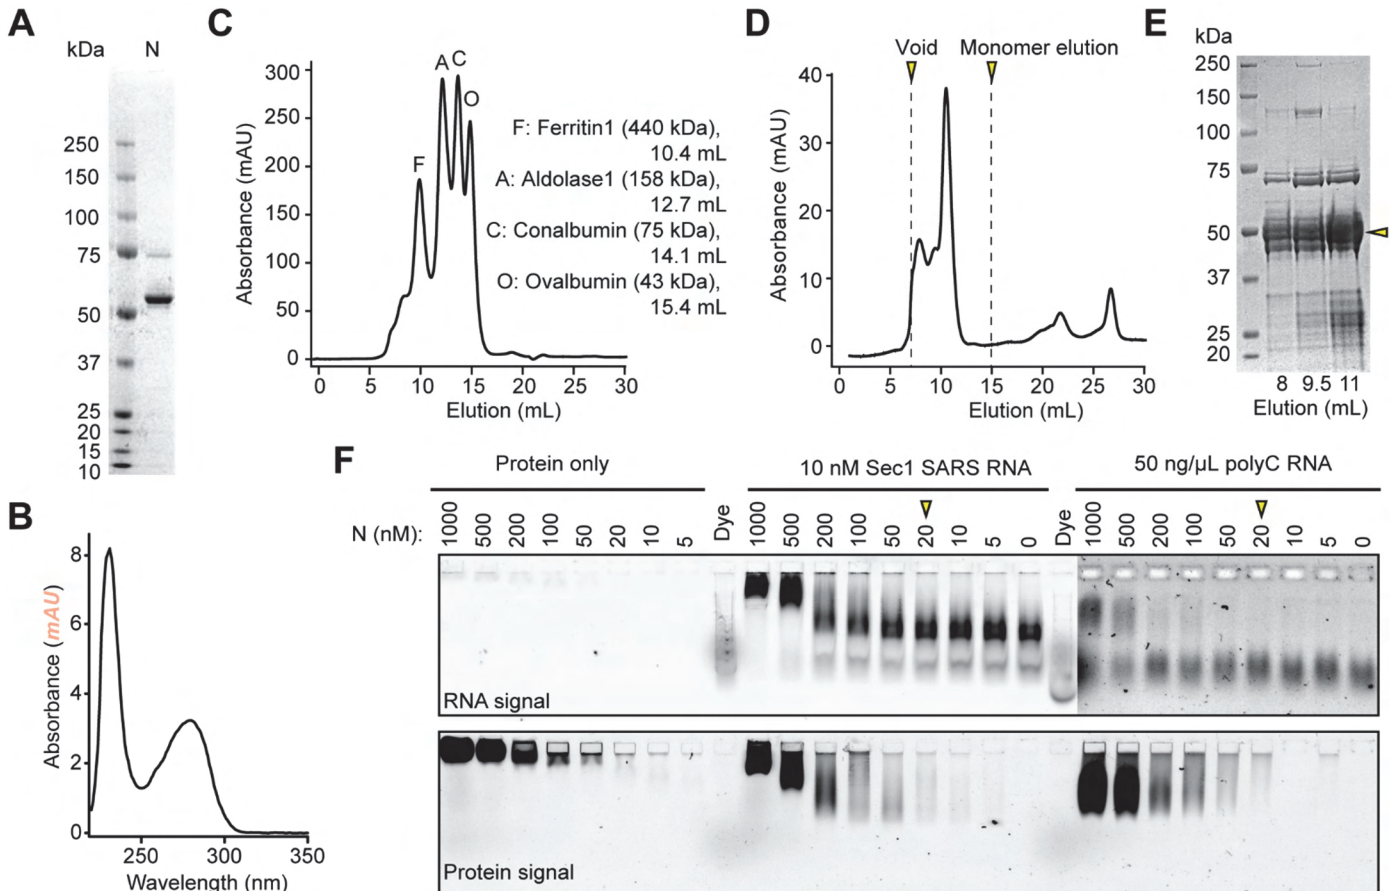 A
kDa N
250
150
100
75
50
37
25
20
15
10
B
Absorbance (mAU)
8
6
4
2
0
250 300 350
Wavelength (nm)
C
Absorbance (mAU)
300
250
200
150
100
50
0
F
A
C
O
F: Ferritin1 (440 kDa),
10.4 mL
A: Aldolase1 (158 kDa),
12.7 mL
C: Conalbumin (75 kDa),
14.1 mL
O: Ovalbumin (43 kDa),
15.4 mL
0 5 10 15 20 25 30
Elution (mL)
D
Void Monomer elution
Absorbance (mAU)
40
30
20
10
0
0 5 10 15 20 25 30
Elution (mL)
E
kDa
250
150
100
75
50
37
25
20
8 9.5 11
Elution (mL)
F
Protein only
10 nM Sec1 SARS RNA
50 ng/µL polyC RNA
N (nM): 1000 500 200 100 50 20 10 5 Dye 1000 500 200 100 50 20 10 5 0 Dye 1000 500 200 100 50 20 10 5 0
RNA signal
Protein signal